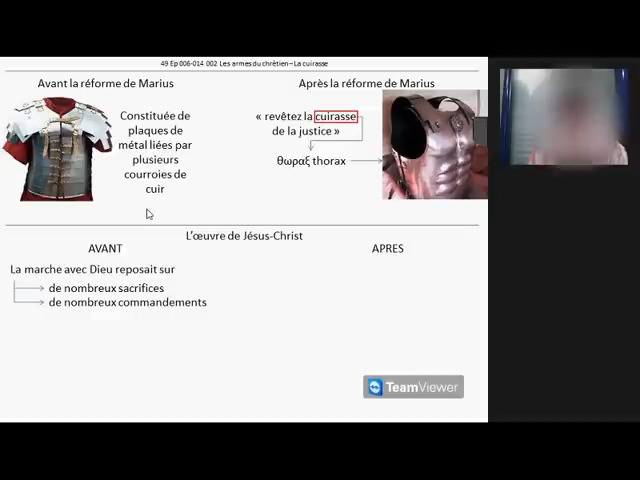 49 Ep 006-014 002 Les armes du chrétien – La cuirasse
Avant la réforme de Marius
Après la réforme de Marius
Constituée de
plaques de
métal liées par
plusieurs
courroies de
cuir
« revêtez la cuirasse
de la justice »
θωραξ thorax
L'œuvre de Jésus-Christ
AVANT
APRES
La marche avec Dieu reposait sur
de nombreux sacrifices
de nombreux commandements
TeamViewer